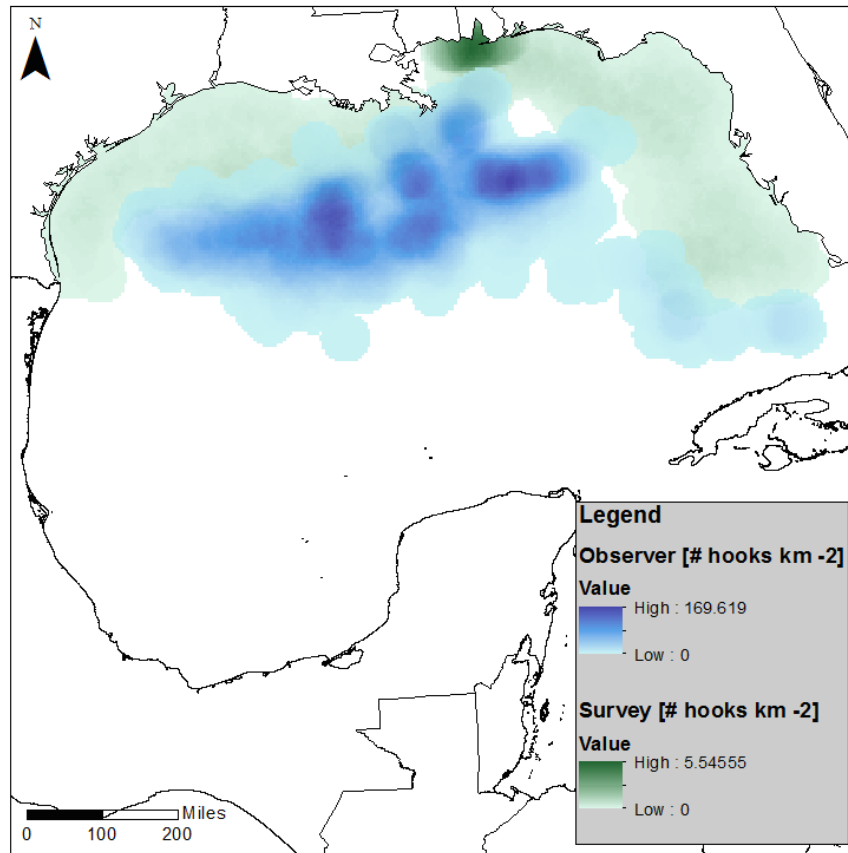 N
Legend
Observer [# hooks km -2]
Value
High : 169.619
Low : 0
Survey [# hooks km -2]
Value
High : 5.54555
Low : 0
Miles
0 100 200